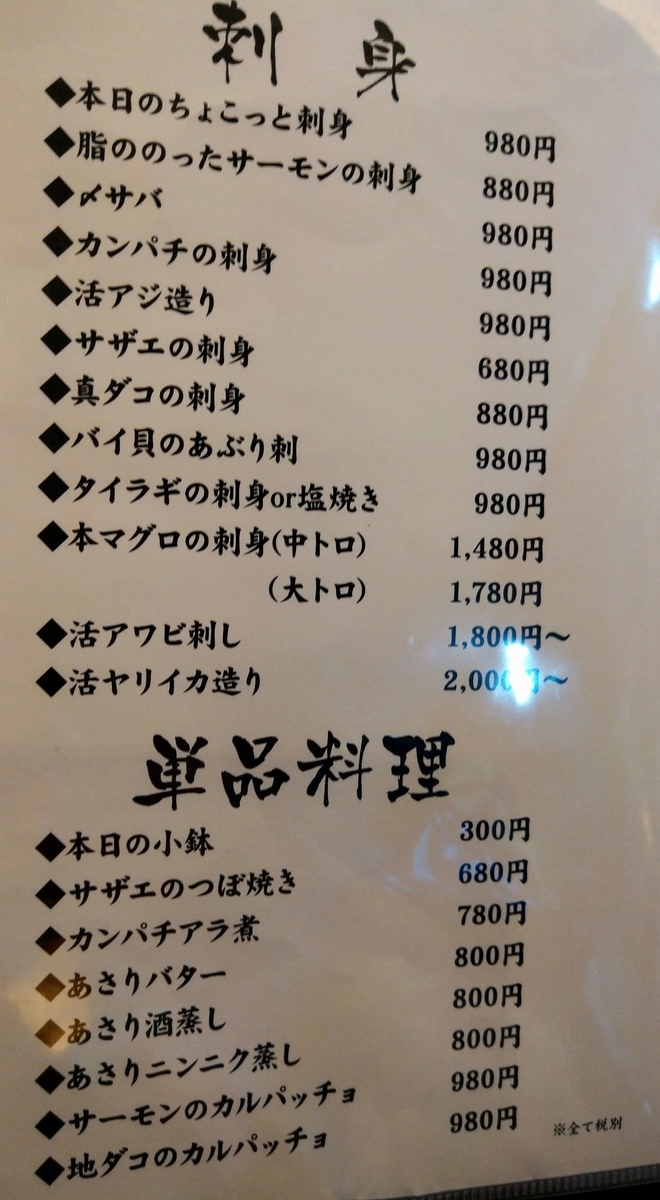 刺身
◆本日のちょこっと刺身 980円
◆脂ののったサーモンの刺身 880円
◆〆サバ 980円
◆カンパチの刺身 980円
◆活アジ造り 980円
◆サザエの刺身 680円
◆真ダコの刺身 880円
◆バイ貝のあぶり刺 980円
◆タイラギの刺身or塩焼き 980円
◆本マグロの刺身(中トロ) 1,480円
(大トロ) 1,780円
◆活アワビ刺し 1,800円〜
◆活ヤリイカ造り 2,000円〜
単品料理
◆本日の小鉢 300円
◆サザエのつぼ焼き 680円
◆カンパチアラ煮 780円
◆あさりバター 800円
◆あさり酒蒸し 800円
◆あさりニンニク蒸し 800円
◆サーモンのカルパッチョ 980円
◆地ダコのカルパッチョ 980円
※全て税別